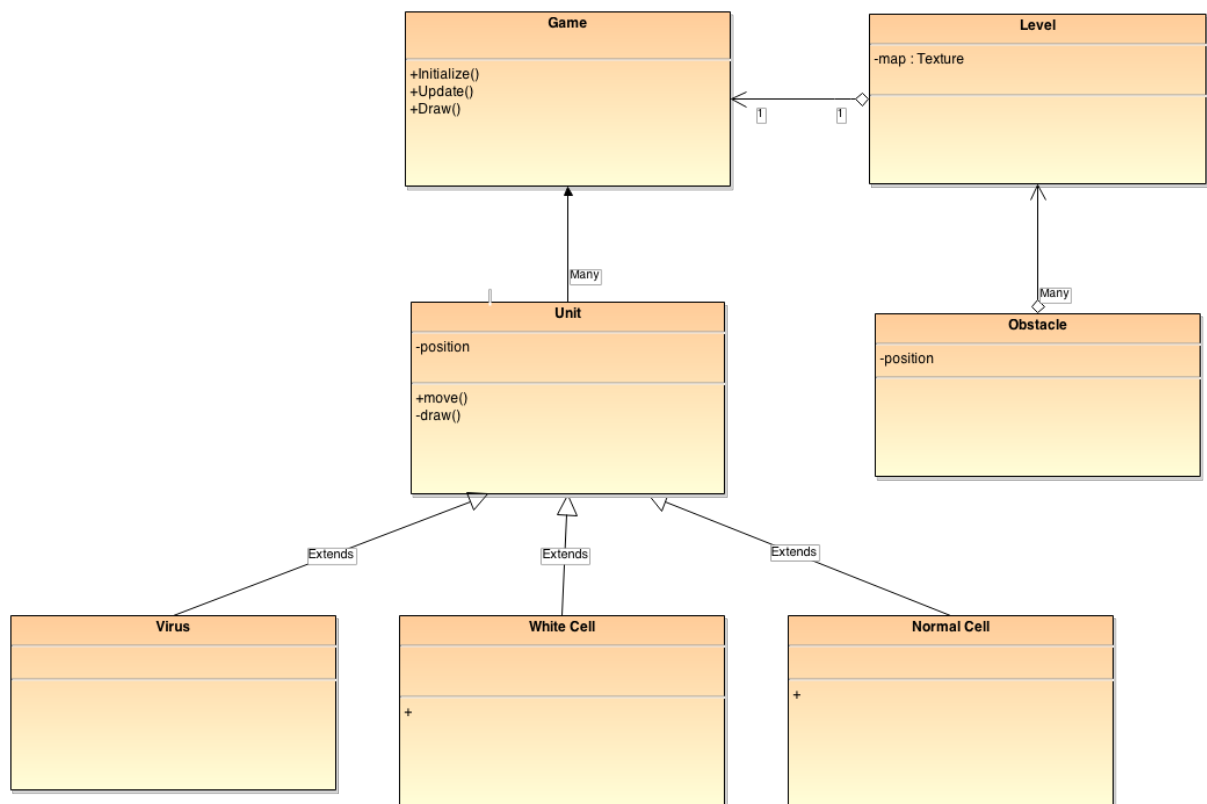 Game
+Initialize()
+Update()
+Draw()
Level
-map : Texture
1
1
Many
Unit
-position
+move()
-draw()
Many
Obstacle
-position
Extends
Extends
Extends
Virus
White Cell
+
Normal Cell
+